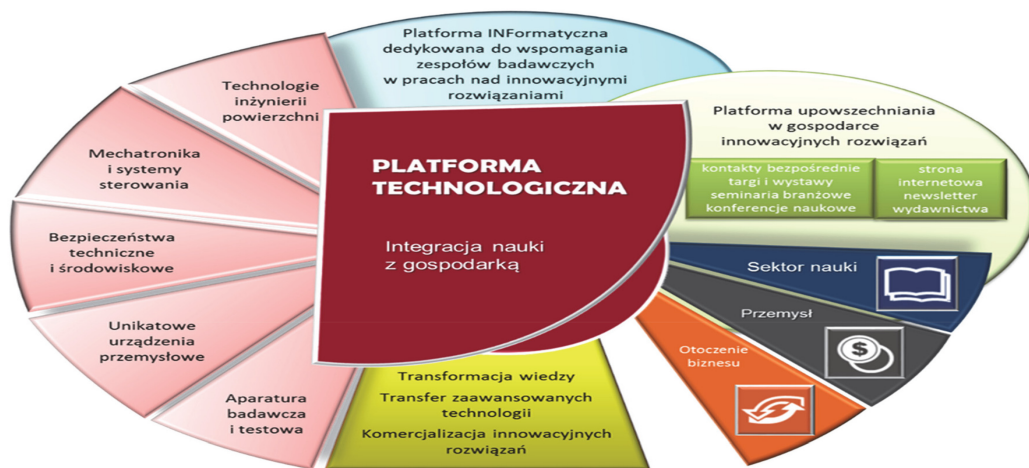 Platforma INFormatyczna
dedykowana do wspomagania
zespołów badawczych
w pracach nad innowacyjnymi
rozwiązaniami
Technologie
inżynierii
powierzchni
Mechatronika
i systemy
sterowania
Bezpieczeństwa
techniczne
i środowiskowe
Unikatowe
urządzenia
przemysłowe
Aparatura
badawcza
i testowa
PLATFORMA
TECHNOLOGICZNA
Integracja nauki
z gospodarką
Platforma upowszechniania
w gospodarce
innowacyjnych rozwiązań
kontakty bezpośrednie
targi i wystawy
seminaria branżowe
konferencje naukowe
strona
internetowa
newsletter
wydawnictwa
Sektor nauki
Przemysł
$
Otoczenie
biznesu
Transformacja wiedzy
Transfer zaawansowanych
technologii
Komercjalizacja innowacyjnych
rozwiązań